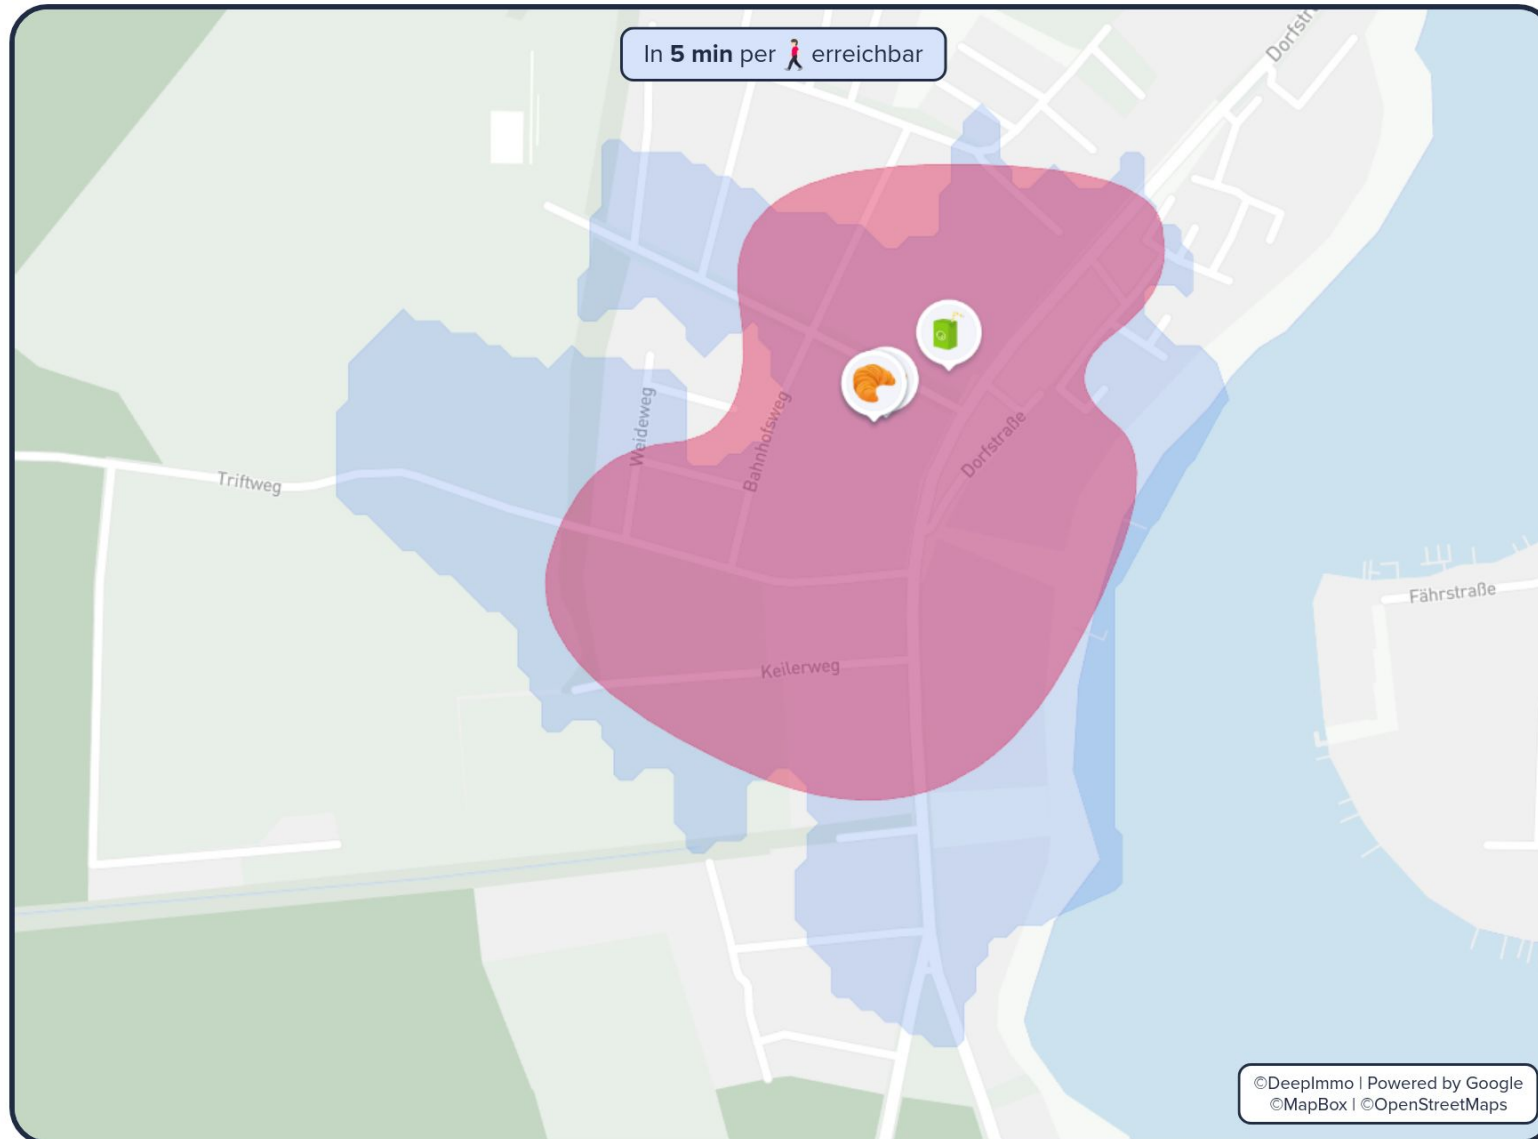 In 5 min per erreichbar
Dorfstr
Weideweg
Bahnhofsweg
Dorfstraße
Triftweg
Fährstraße
Keilerweg
©DeepImmo | Powered by Google
©MapBox | ©OpenStreetMaps